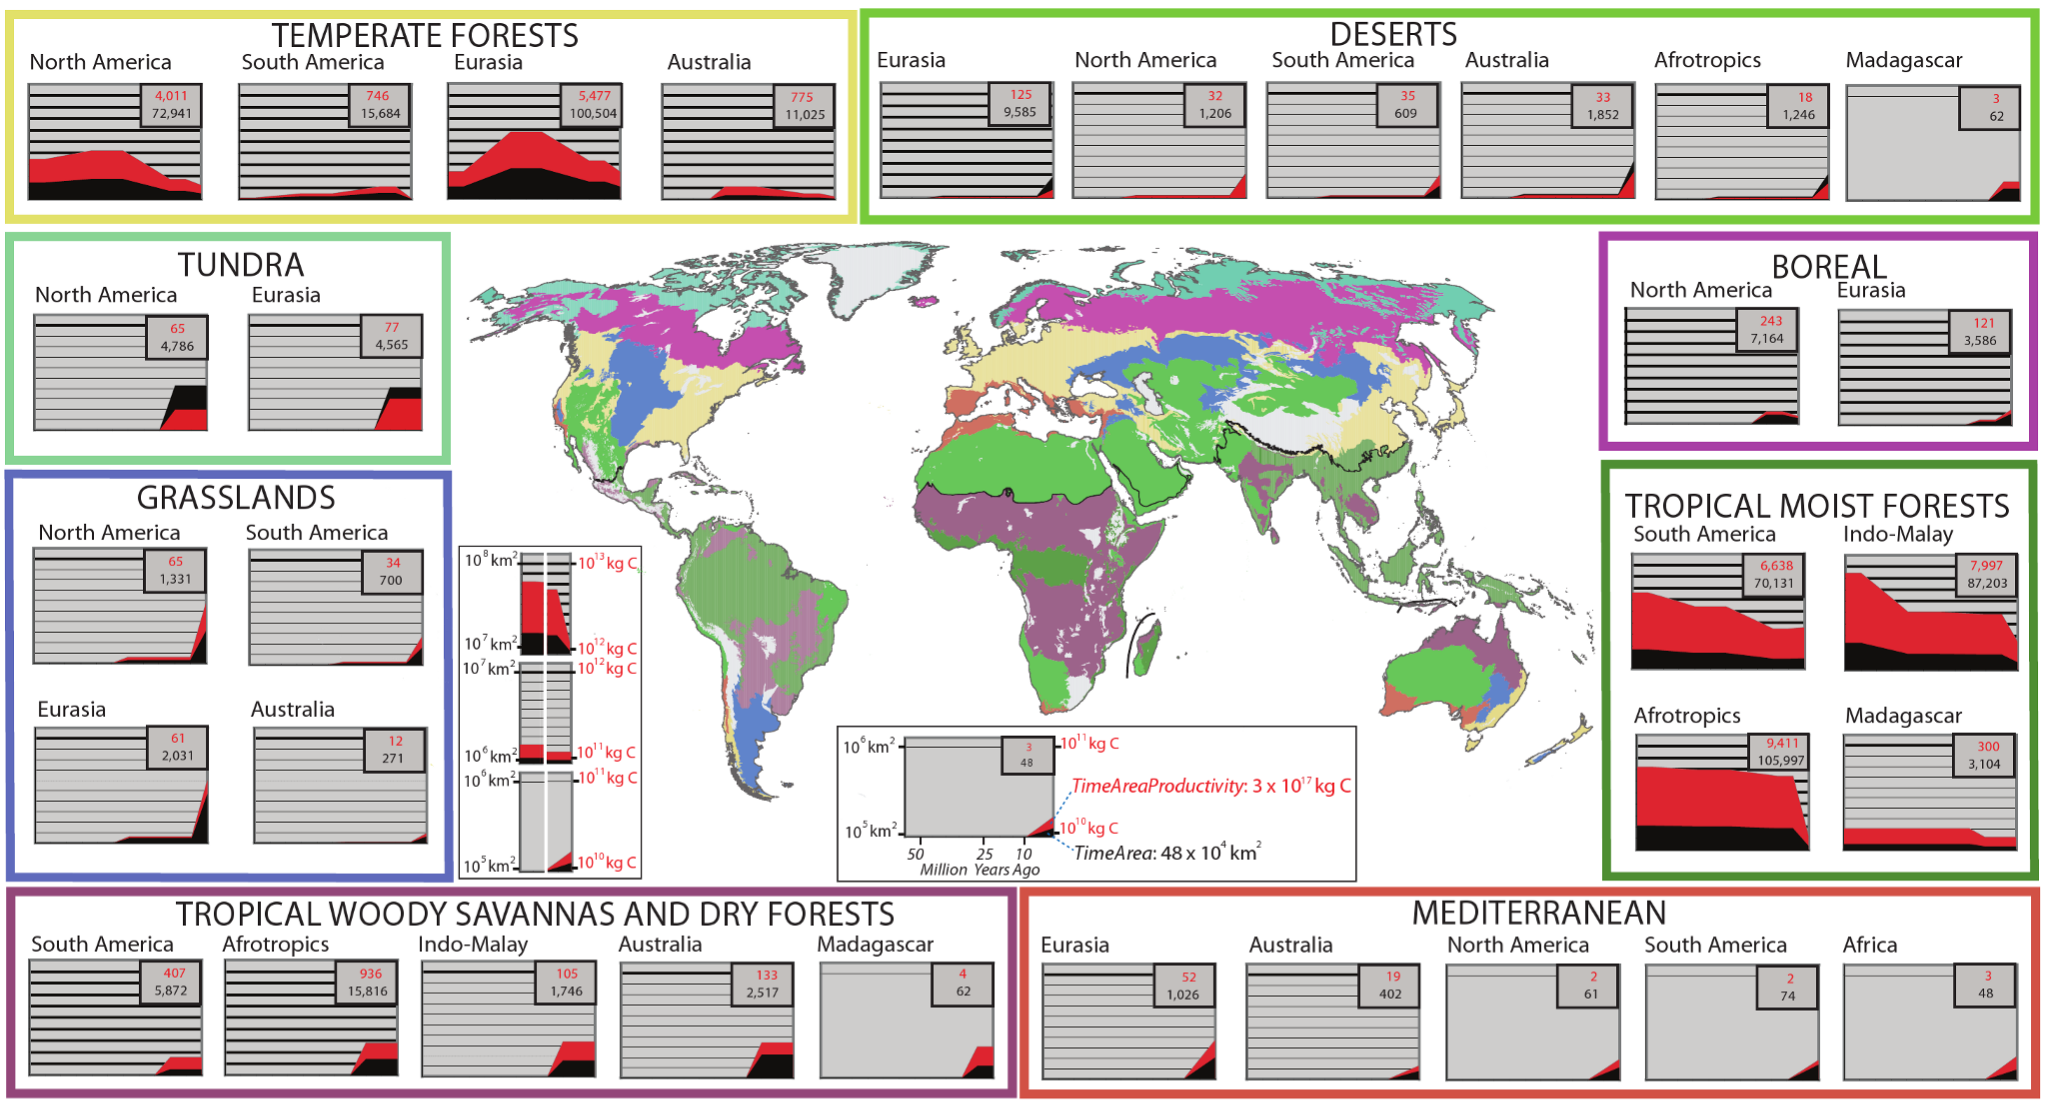 TEMPERATE FORESTS
North America
4,011
72,941
South America
746
15,684
Eurasia
5,477
100,504
Australia
775
11,025
DESERTS
Eurasia
125
9,585
North America
32
1,206
South America
35
609
Australia
33
1,852
Afrotropics
18
1,246
Madagascar
3
62
TUNDRA
North America
65
4,786
Eurasia
77
4,565
BOREAL
North America
243
7,164
Eurasia
121
3,586
GRASSLANDS
North America
65
1,331
South America
34
700
Eurasia
61
2,031
Australia
12
271
10⁸ km² 10¹³ kg C
10⁷ km² 10¹² kg C
10⁷ km² 10¹² kg C
10⁶ km² 10¹¹ kg C
10⁶ km² 10¹¹ kg C
10⁵ km² 10¹⁰ kg C
10⁶ km² 3 10¹¹ kg C
48
TimeAreaProductivity: 3 x 10¹⁷ kg C
10⁵ km² 10¹⁰ kg C
TimeArea: 48 x 10⁴ km²
50 25 10
Million Years Ago
TROPICAL MOIST FORESTS
South America
6,638
70,131
Indo-Malay
7,997
87,203
Afrotropics
9,411
105,997
Madagascar
300
3,104
TROPICAL WOODY SAVANNAS AND DRY FORESTS
South America
407
5,872
Afrotropics
936
15,816
Indo-Malay
105
1,746
Australia
133
2,517
Madagascar
4
62
MEDITERRANEAN
Eurasia
52
1,026
Australia
19
402
North America
2
61
South America
2
74
Africa
3
48